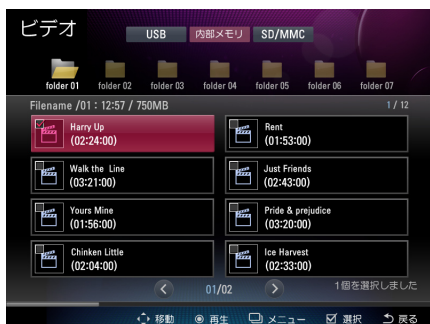 ビデオ
USB 内部メモリ SD/MMC
folder 01 folder 02 folder 03 folder 04 folder 05 folder 06 folder 07
Filename /01 : 12:57 / 750MB 1 / 12
Harry Up
(02:24:00)
Rent
(01:53:00)
Walk the Line
(03:21:00)
Just Friends
(02:43:00)
Yours Mine
(01:56:00)
Pride & prejudice
(03:20:00)
Chinken Little
(02:04:00)
Ice Harvest
(02:33:00)
01/02
1個を選択しました
移動 再生 メニュー 選択 戻る